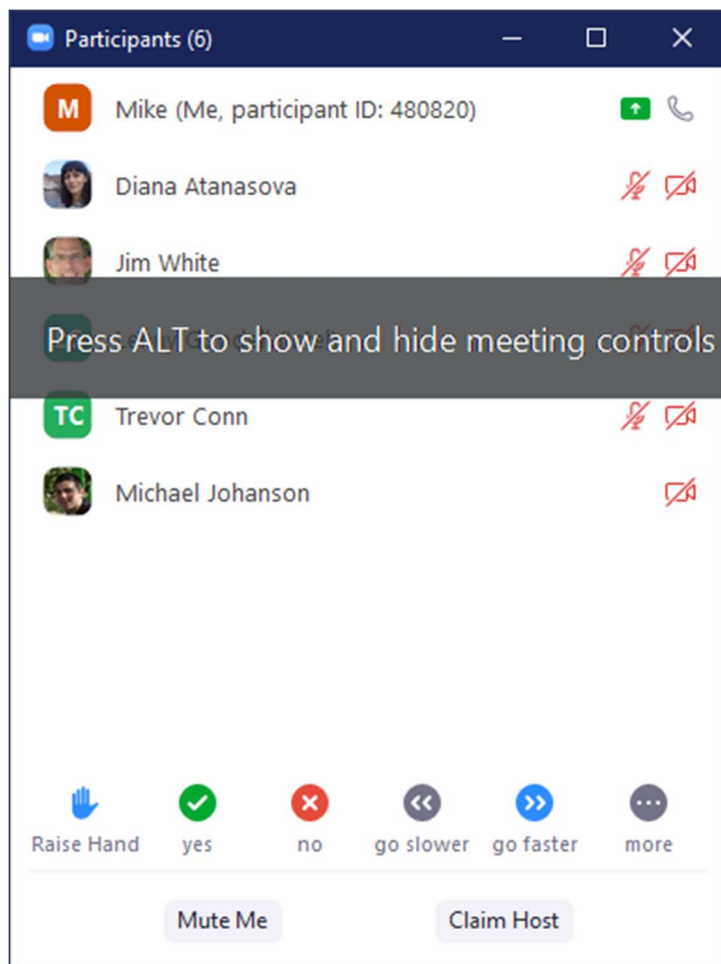 Participants (6)
M Mike (Me, participant ID: 480820)
Diana Atanasova
Jim White
Press ALT to show and hide meeting controls
TC Trevor Conn
Michael Johanson
Raise Hand yes no go slower go faster more
Mute Me Claim Host